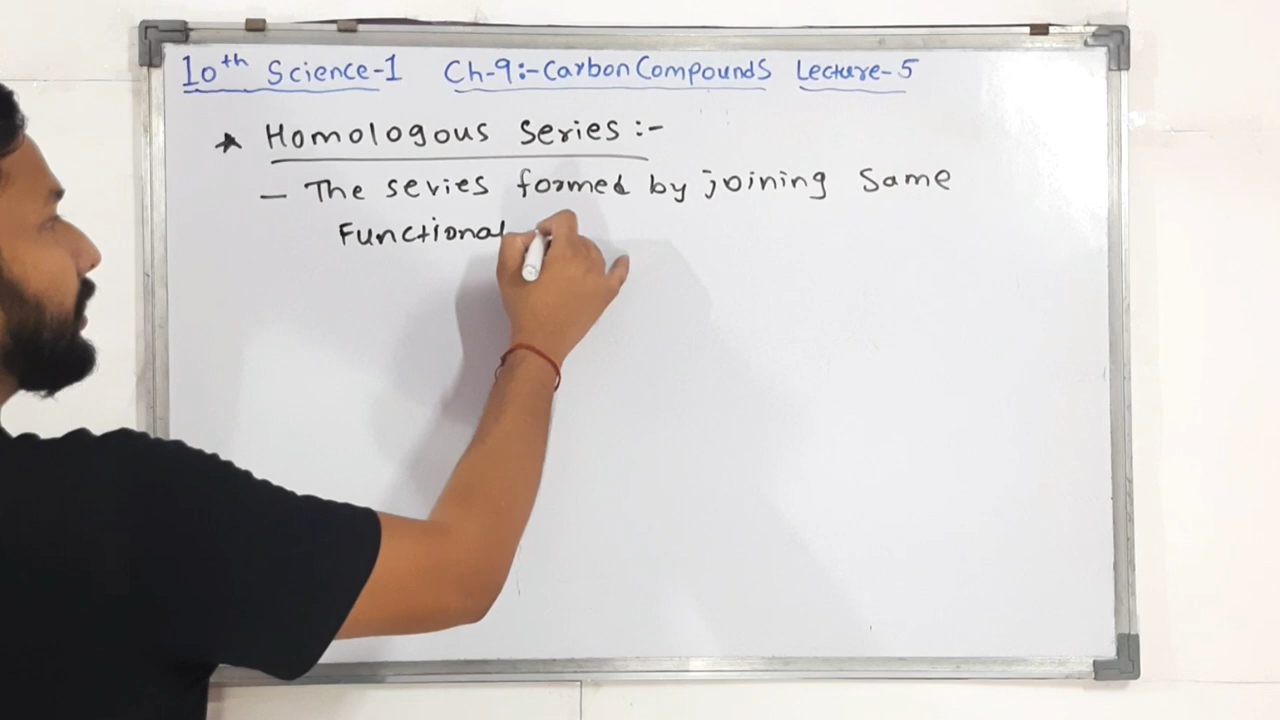 10th Science-1 Ch-9:- Carbon Compounds Lecture-5
★ Homologous Series:-
– The series formed by joining same
Functional